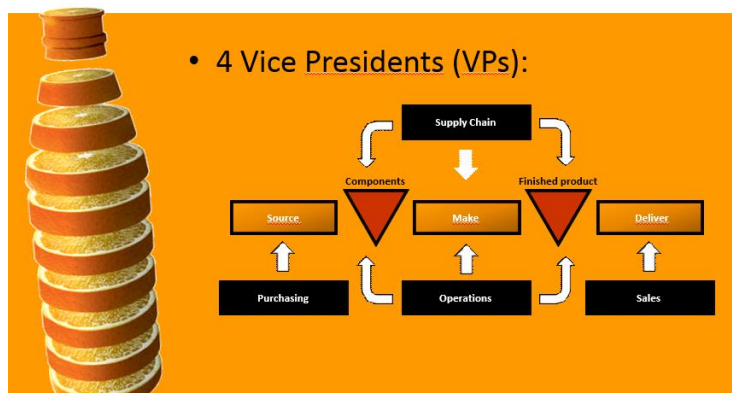 • 4 Vice Presidents (VPs):
Supply Chain
Components
Finished product
Source
Make
Deliver
Purchasing
Operations
Sales